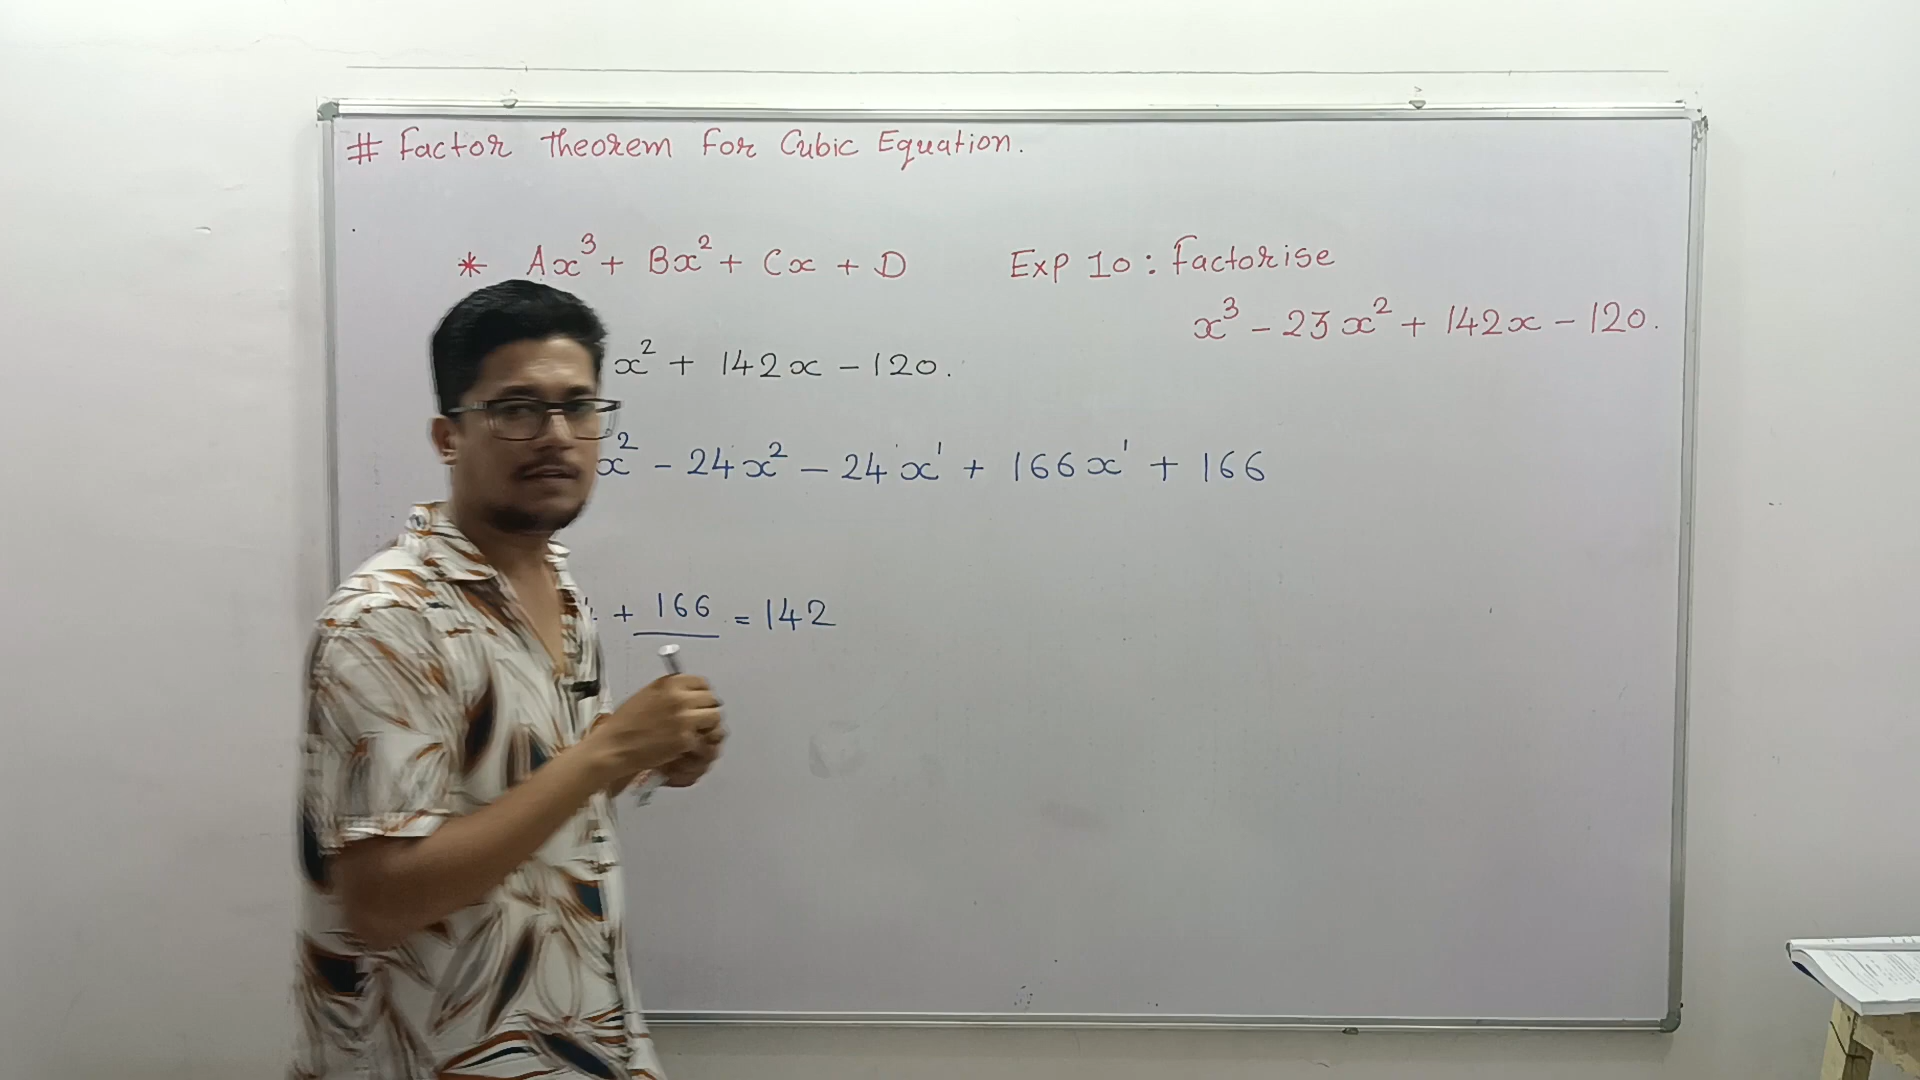 # Factor Theorem For Cubic Equation.
* Ax³ + Bx² + Cx + D
Exp 10 : Factorise
x³ - 23x² + 142x - 120.
x² + 142x - 120.
x² - 24x² - 24x¹ + 166x¹ + 166
+ 166 = 142